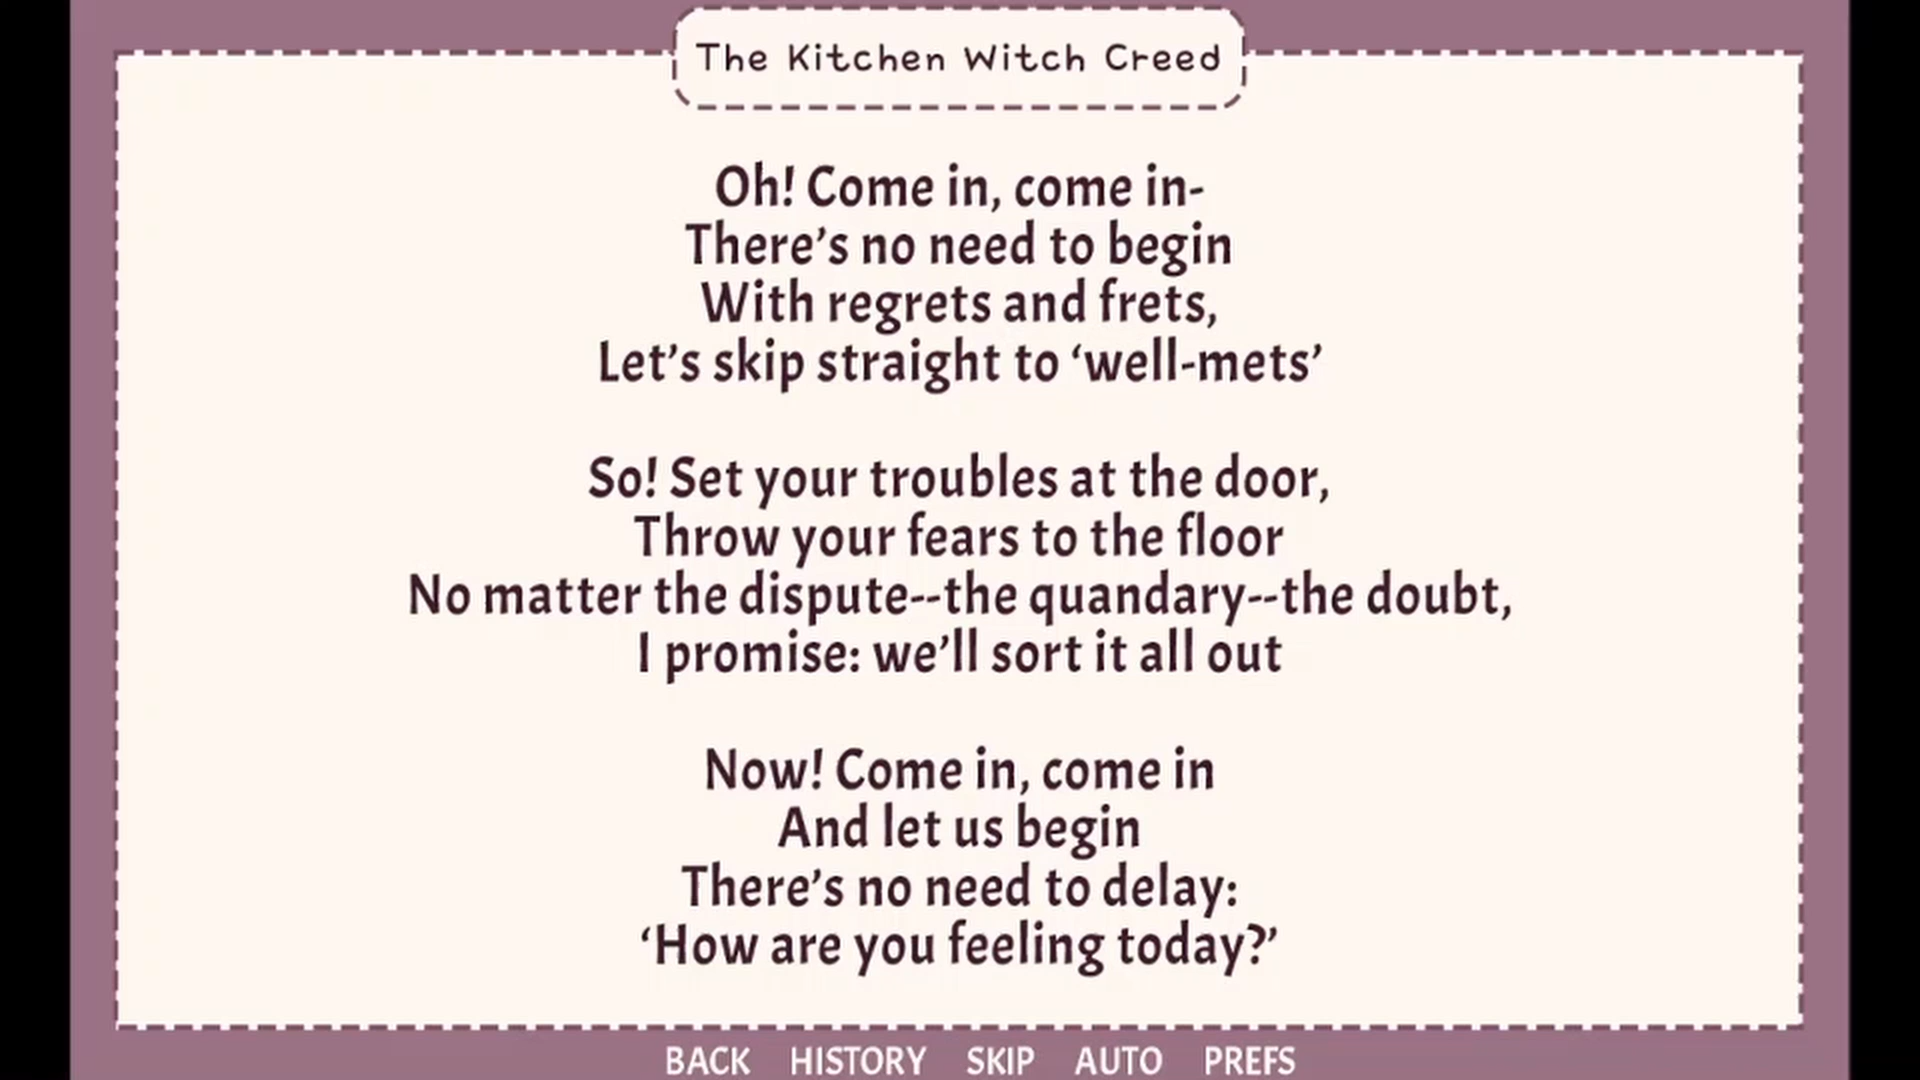 The Kitchen Witch Creed
Oh! Come in, come in-
There’s no need to begin
With regrets and frets,
Let’s skip straight to ‘well-mets’
So! Set your troubles at the door,
Throw your fears to the floor
No matter the dispute--the quandary--the doubt,
I promise: we’ll sort it all out
Now! Come in, come in
And let us begin
There’s no need to delay:
‘How are you feeling today?’
BACK HISTORY SKIP AUTO PREFS